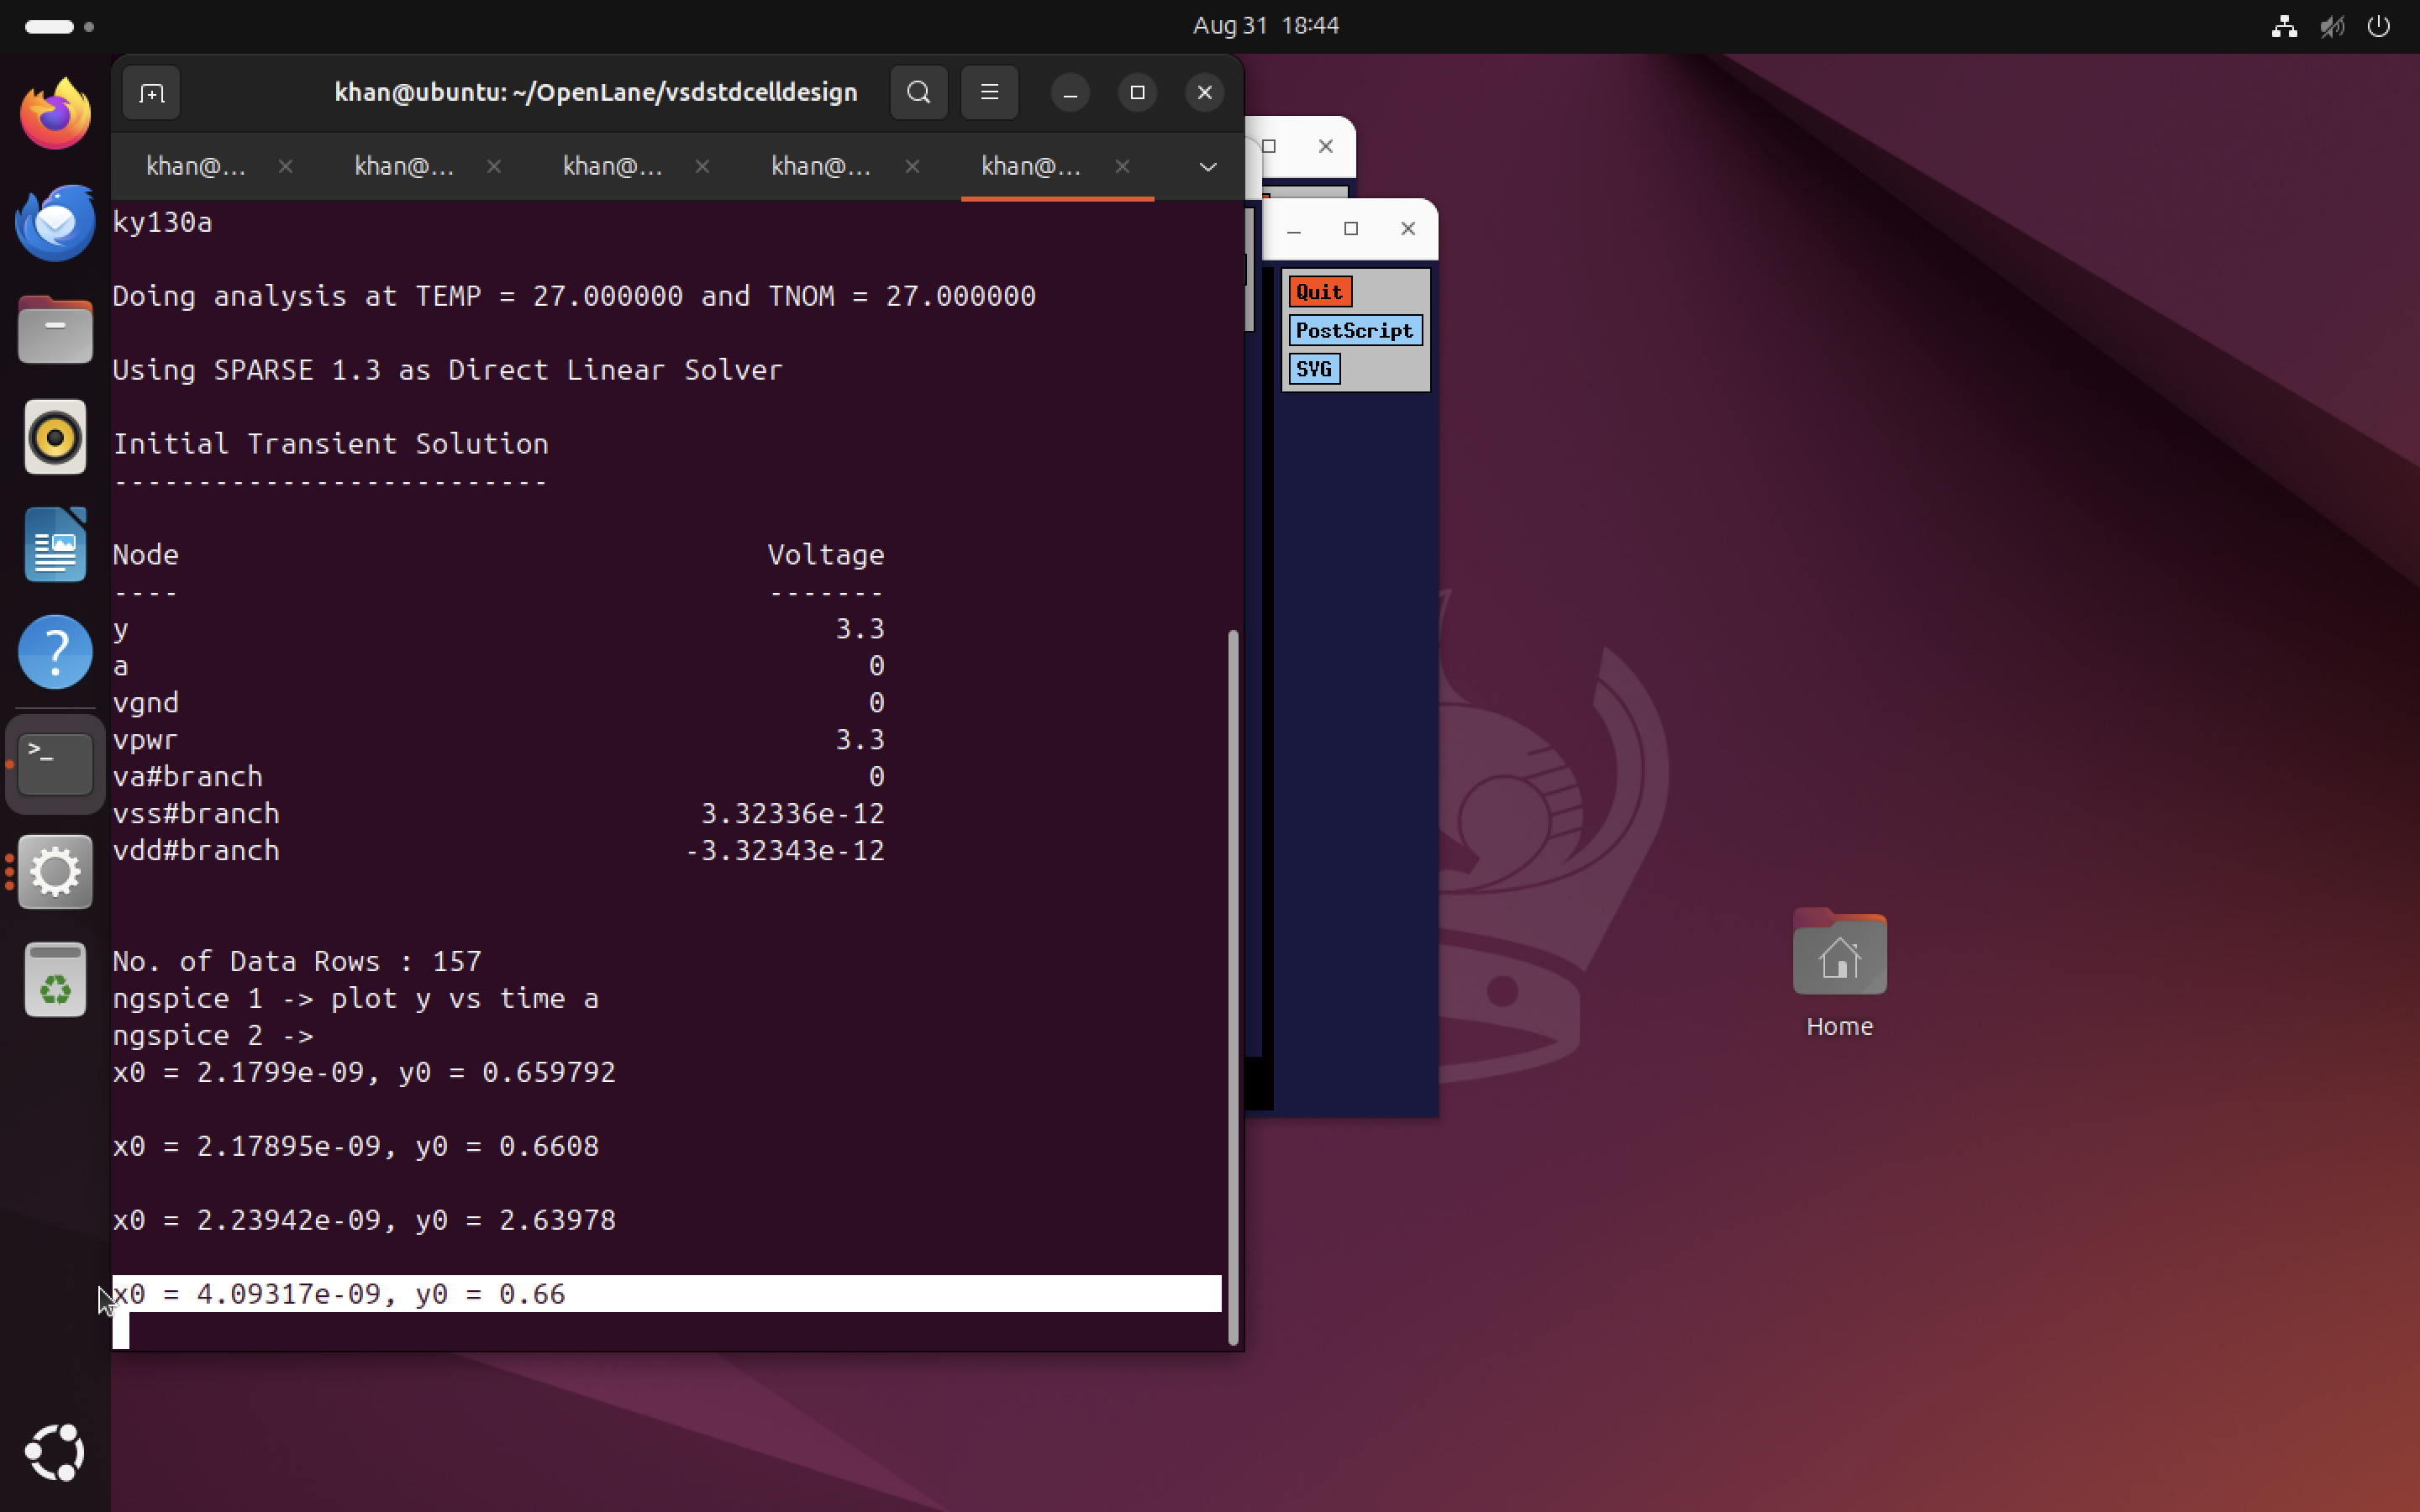 Aug 31 18:44
khan@ubuntu: ~/OpenLane/vsdstdcelldesign
khan@... khan@... khan@... khan@... khan@...
ky130a
Doing analysis at TEMP = 27.000000 and TNOM = 27.000000
Using SPARSE 1.3 as Direct Linear Solver
Initial Transient Solution
--------------------------
Node Voltage
---- -------
y 3.3
a 0
vgnd 0
vpwr 3.3
va#branch 0
vss#branch 3.32336e-12
vdd#branch -3.32343e-12
No. of Data Rows : 157
ngspice 1 -> plot y vs time a
ngspice 2 ->
x0 = 2.1799e-09, y0 = 0.659792
x0 = 2.17895e-09, y0 = 0.6608
x0 = 2.23942e-09, y0 = 2.63978
x0 = 4.09317e-09, y0 = 0.66
Quit
PostScript
SVG
Home